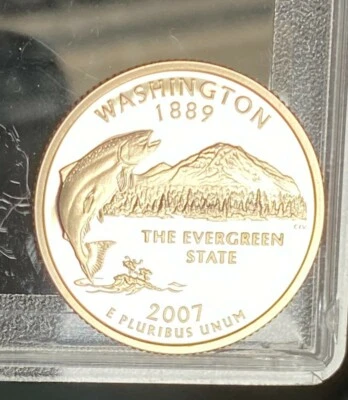 WASHINGTON
1889
THE EVERGREEN
STATE
2007
E PLURIBUS UNUM